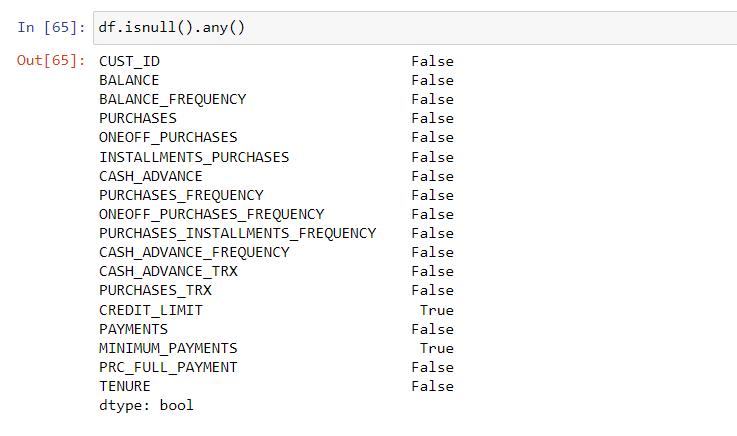 In [65]: df.isnull().any()
Out[65]: CUST_ID False
BALANCE False
BALANCE_FREQUENCY False
PURCHASES False
ONEOFF_PURCHASES False
INSTALLMENTS_PURCHASES False
CASH_ADVANCE False
PURCHASES_FREQUENCY False
ONEOFF_PURCHASES_FREQUENCY False
PURCHASES_INSTALLMENTS_FREQUENCY False
CASH_ADVANCE_FREQUENCY False
CASH_ADVANCE_TRX False
PURCHASES_TRX False
CREDIT_LIMIT True
PAYMENTS False
MINIMUM_PAYMENTS True
PRC_FULL_PAYMENT False
TENURE False
dtype: bool